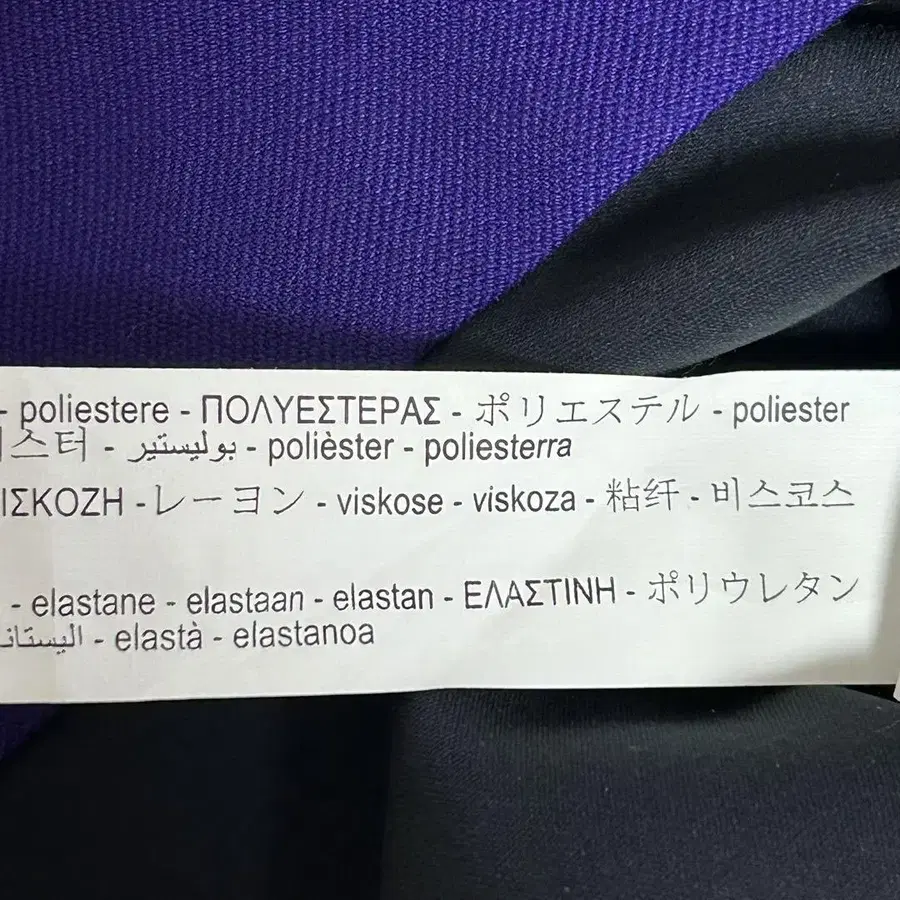 - poliestere - ΠΟΛΥΕΣΤΕΡΑΣ - ポリエステル - poliester
스터 - بوليستير - polièster - poliesterra
ΙΣΚΟΖΗ - レーヨン - viskose - viskoza - 粘纤 - 비스코스
- elastane - elastaan - elastan - ΕΛΑΣΤΙΝΗ - ポリウレタン
- elastà - elastanoa